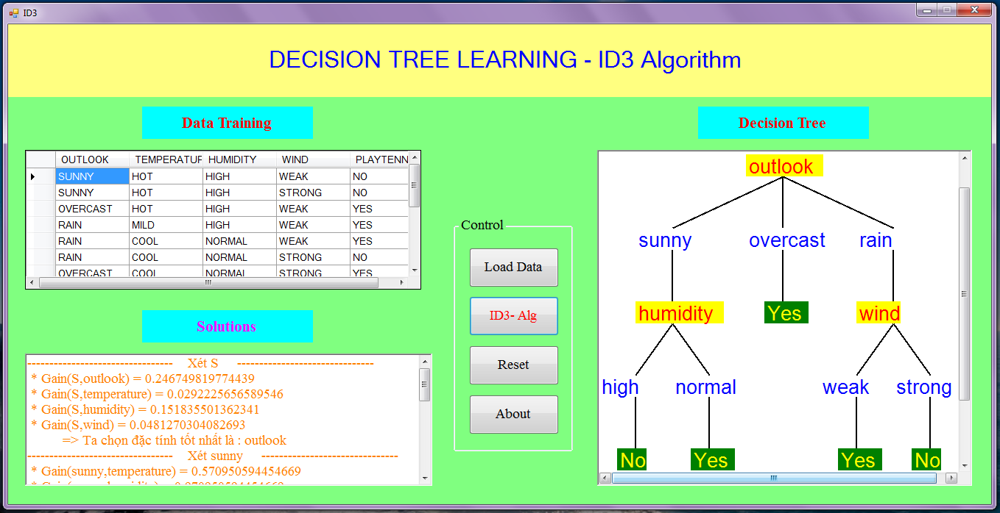 ID3
DECISION TREE LEARNING - ID3 Algorithm
Data Training
OUTLOOK TEMPERATUR HUMIDITY WIND PLAYTENN
SUNNY HOT HIGH WEAK NO
SUNNY HOT HIGH STRONG NO
OVERCAST HOT HIGH WEAK YES
RAIN MILD HIGH WEAK YES
RAIN COOL NORMAL WEAK YES
RAIN COOL NORMAL STRONG NO
OVERCAST COOL NORMAL STRONG YES
Solutions
--------------------------------- Xét S -------------------------------
* Gain(S,outlook) = 0.246749819774439
* Gain(S,temperature) = 0.0292225656589546
* Gain(S,humidity) = 0.151835501362341
* Gain(S,wind) = 0.0481270304082693
=> Ta chọn đặc tính tốt nhất là : outlook
--------------------------------- Xét sunny -------------------------------
* Gain(sunny,temperature) = 0.570950594454669
Control
Load Data
ID3- Alg
Reset
About
Decision Tree
outlook
sunny overcast rain
humidity Yes wind
high normal weak strong
No Yes Yes No